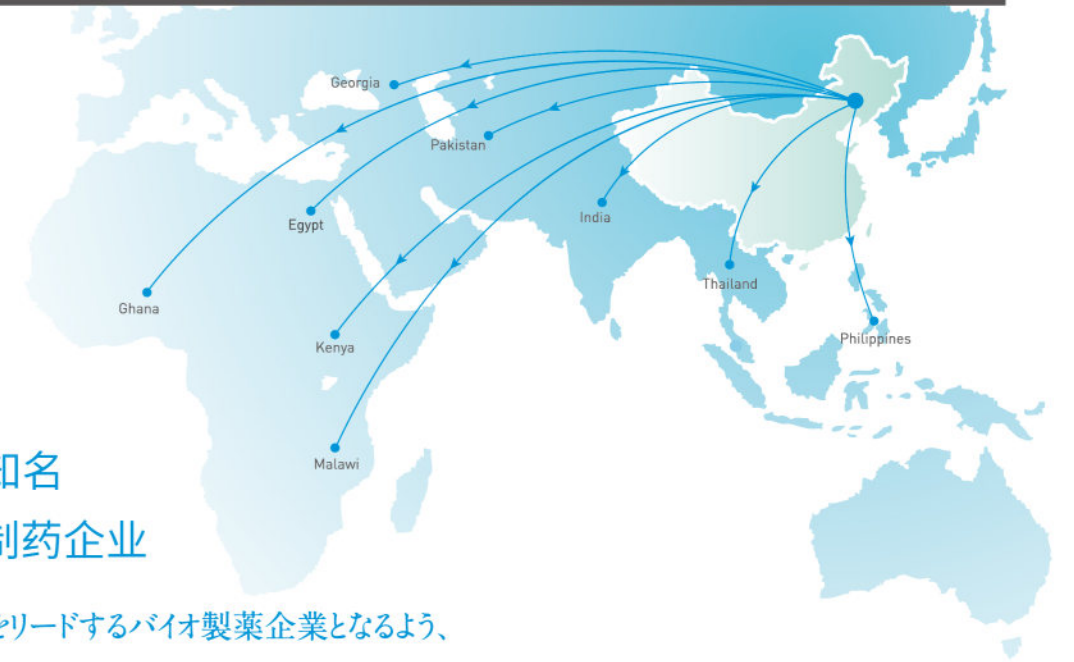 Georgia
Pakistan
Egypt
India
Ghana
Thailand
Kenya
Philippines
Malawi
知名
制药企业
をリードするバイオ製薬企業となるよう、